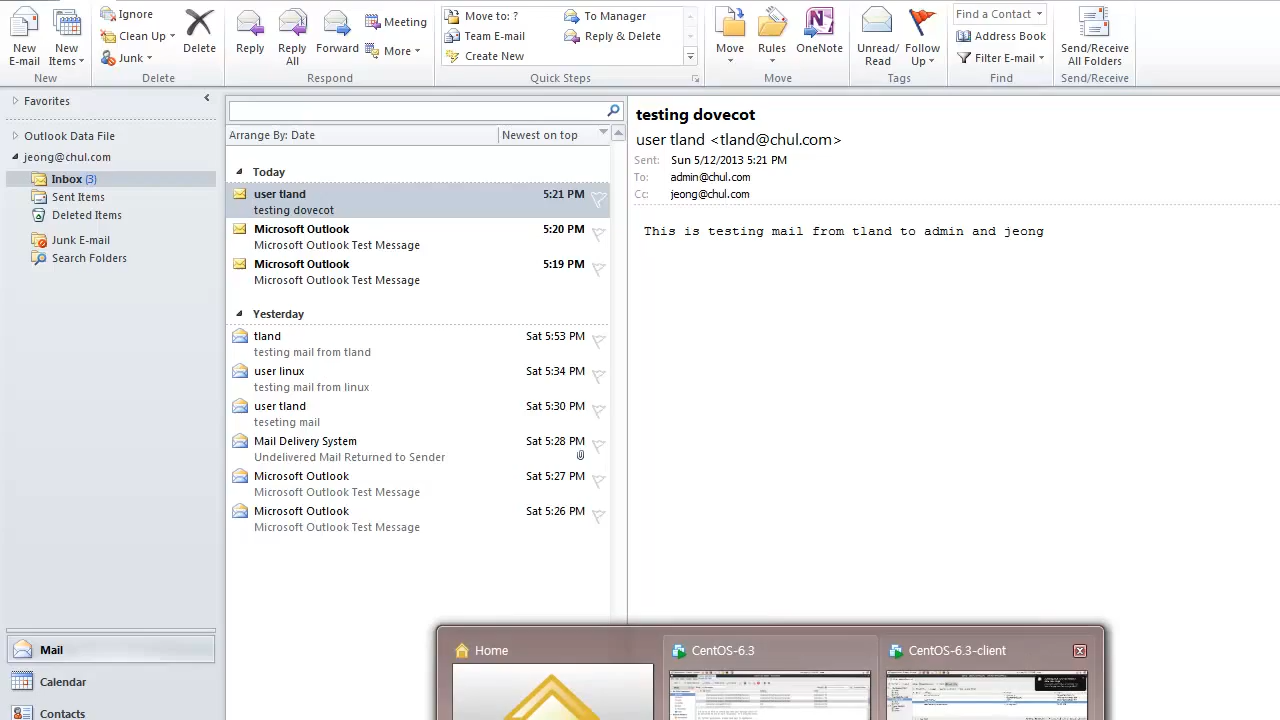 Ignore
Clean Up
Junk
New
E-mail
New
Items
Delete
Reply
Reply
All
Forward
Meeting
More
Move to: ?
To Manager
Team E-mail
Reply & Delete
Create New
Move
Rules
OneNote
Unread/
Read
Follow
Up
Find a Contact
Address Book
Filter E-mail
Send/Receive
All Folders
New
Delete
Respond
Quick Steps
Move
Tags
Find
Send/Receive
Favorites
Outlook Data File
jeong@chul.com
Inbox (3)
Sent Items
Deleted Items
Junk E-mail
Search Folders
Mail
Calendar
Contacts
Arrange By: Date
Newest on top
Today
user tland 5:21 PM
testing dovecot
Microsoft Outlook 5:20 PM
Microsoft Outlook Test Message
Microsoft Outlook 5:19 PM
Microsoft Outlook Test Message
Yesterday
tland Sat 5:53 PM
testing mail from tland
user linux Sat 5:34 PM
testing mail from linux
user tland Sat 5:30 PM
teseting mail
Mail Delivery System Sat 5:28 PM
Undelivered Mail Returned to Sender
Microsoft Outlook Sat 5:27 PM
Microsoft Outlook Test Message
Microsoft Outlook Sat 5:26 PM
Microsoft Outlook Test Message
testing dovecot
user tland <tland@chul.com>
Sent: Sun 5/12/2013 5:21 PM
To: admin@chul.com
Cc: jeong@chul.com
This is testing mail from tland to admin and jeong
Home
CentOS-6.3
CentOS-6.3-client